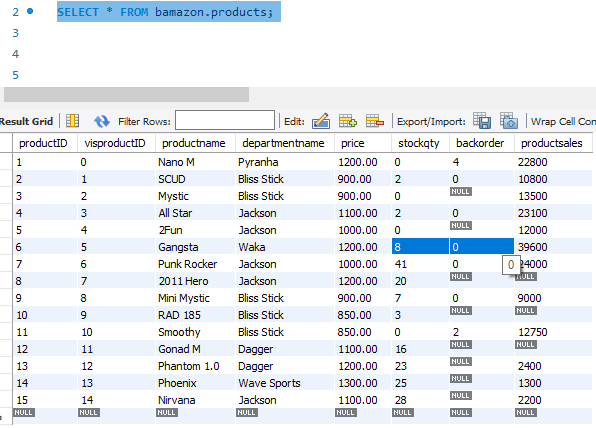 2 SELECT * FROM bamazon.products;
3
4
5
Result Grid Filter Rows: Edit: Export/Import: Wrap Cell Con
productID visproductID productname departmentname price stockqty backorder productsales
1 0 Nano M Pyranha 1200.00 0 4 22800
2 1 SCUD Bliss Stick 900.00 2 0 10800
3 2 Mystic Bliss Stick 900.00 0 NULL 13500
4 3 All Star Jackson 1100.00 2 0 23100
5 4 2Fun Jackson 1000.00 0 NULL 12000
6 5 Gangsta Waka 1200.00 8 0 39600
7 6 Punk Rocker Jackson 1000.00 41 0 0 24000
8 7 2011 Hero Jackson 1200.00 20 NULL NULL
9 8 Mini Mystic Bliss Stick 900.00 7 0 9000
10 9 RAD 185 Bliss Stick 850.00 3 NULL NULL
11 10 Smoothy Bliss Stick 850.00 0 2 12750
12 11 Gonad M Dagger 1100.00 16 NULL NULL
13 12 Phantom 1.0 Dagger 1200.00 23 NULL 2400
14 13 Phoenix Wave Sports 1300.00 25 NULL 1300
15 14 Nirvana Jackson 1100.00 28 NULL 2200
NULL NULL NULL NULL NULL NULL NULL NULL